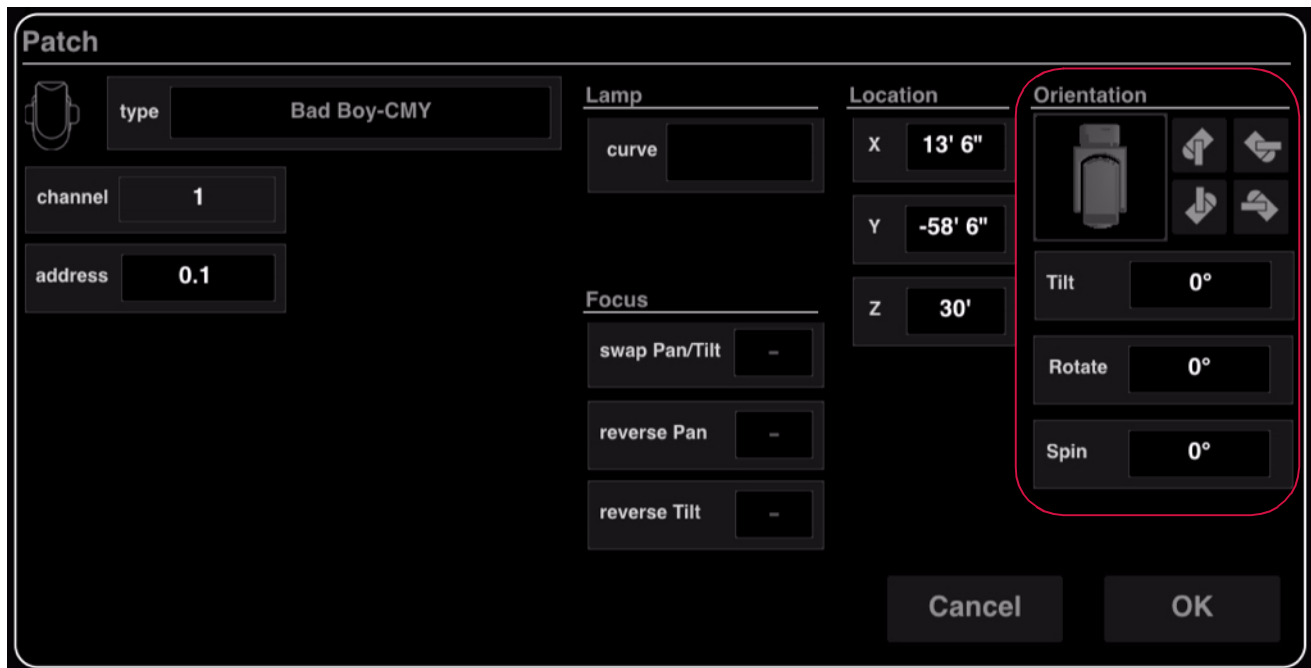 Patch
type Bad Boy-CMY
channel 1
address 0.1
Lamp
curve
Focus
swap Pan/Tilt -
reverse Pan -
reverse Tilt -
Location
X 13' 6"
Y -58' 6"
Z 30'
Orientation
Tilt 0°
Rotate 0°
Spin 0°
Cancel OK